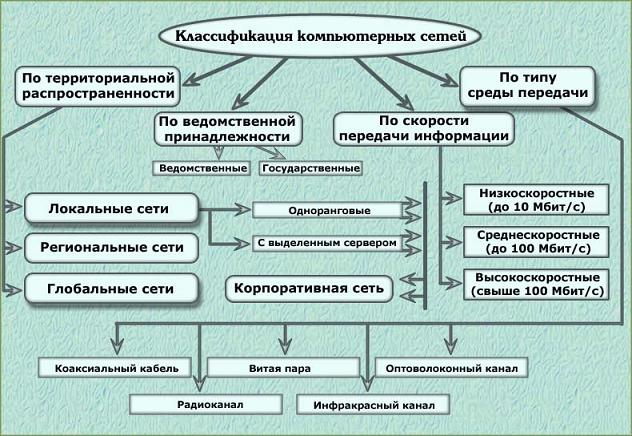 Классификация компьютерных сетей
По территориальной
распространенности
По типу
среды передачи
По ведомственной
принадлежности
По скорости
передачи информации
Ведомственные
Государственные
Локальные сети
Одноранговые
Низкоскоростные
(до 10 Мбит/с)
Региональные сети
С выделенным сервером
Среднескоростные
(до 100 Мбит/с)
Глобальные сети
Корпоративная сеть
Высокоскоростные
(свыше 100 Мбит/с)
Коаксиальный кабель
Витая пара
Оптоволоконный канал
Радиоканал
Инфракрасный канал